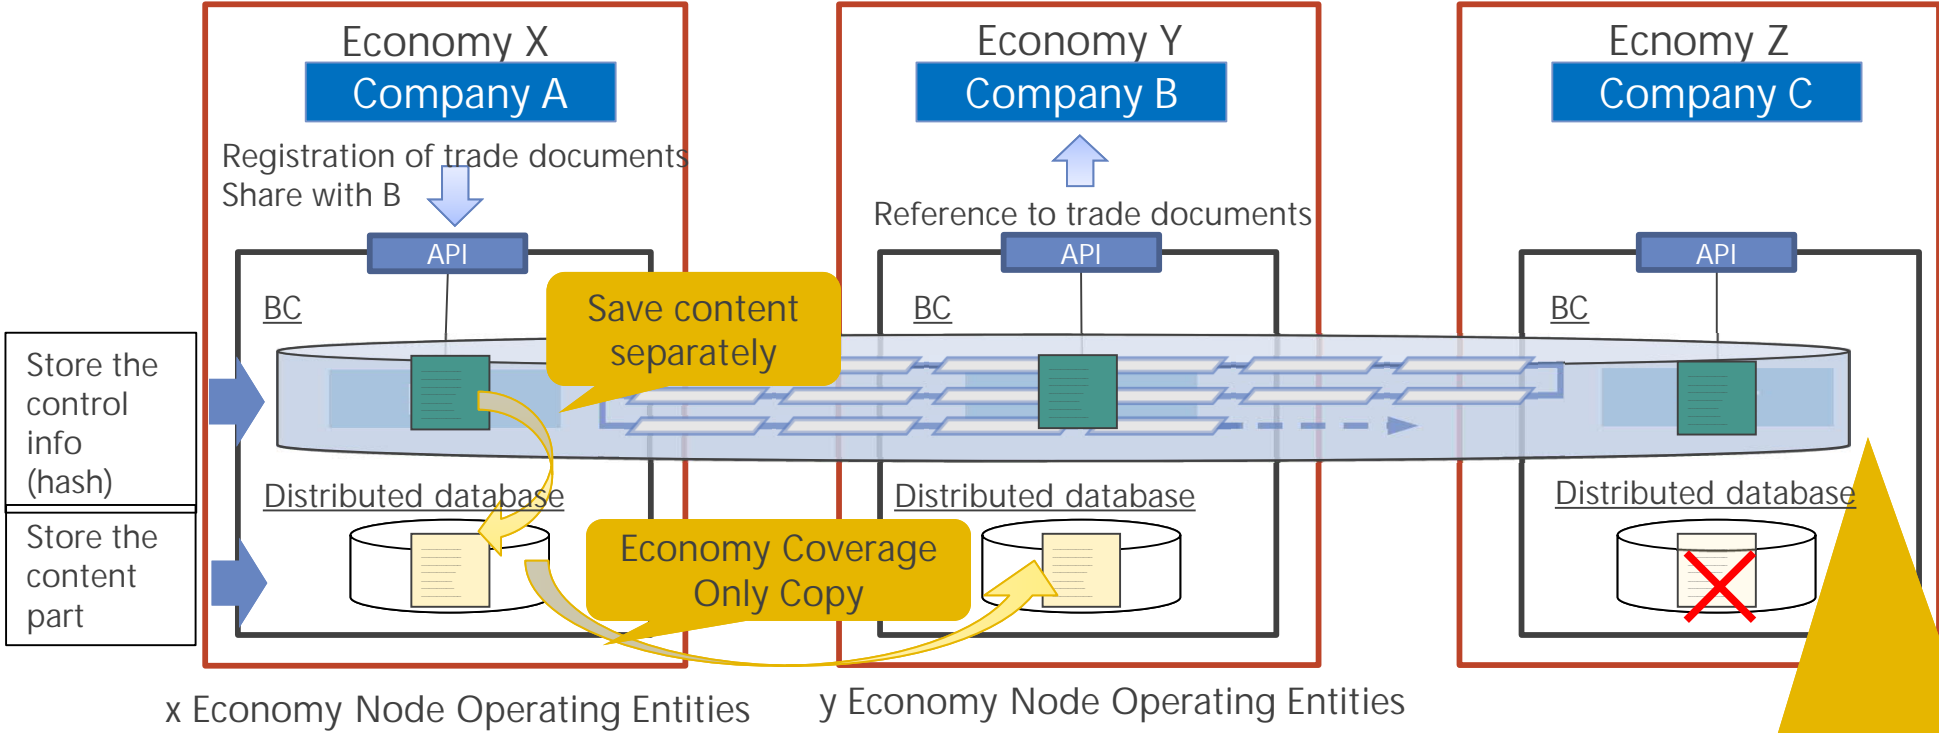 Economy X
Company A
Registration of trade documents
Share with B
API
BC
Save content
separately
Distributed database
Economy Coverage
Only Copy
Economy Y
Company B
Reference to trade documents
API
BC
Distributed database
Ecnomy Z
Company C
API
BC
Distributed database
Store the
control
info
(hash)
Store the
content
part
x Economy Node Operating Entities
y Economy Node Operating Entities